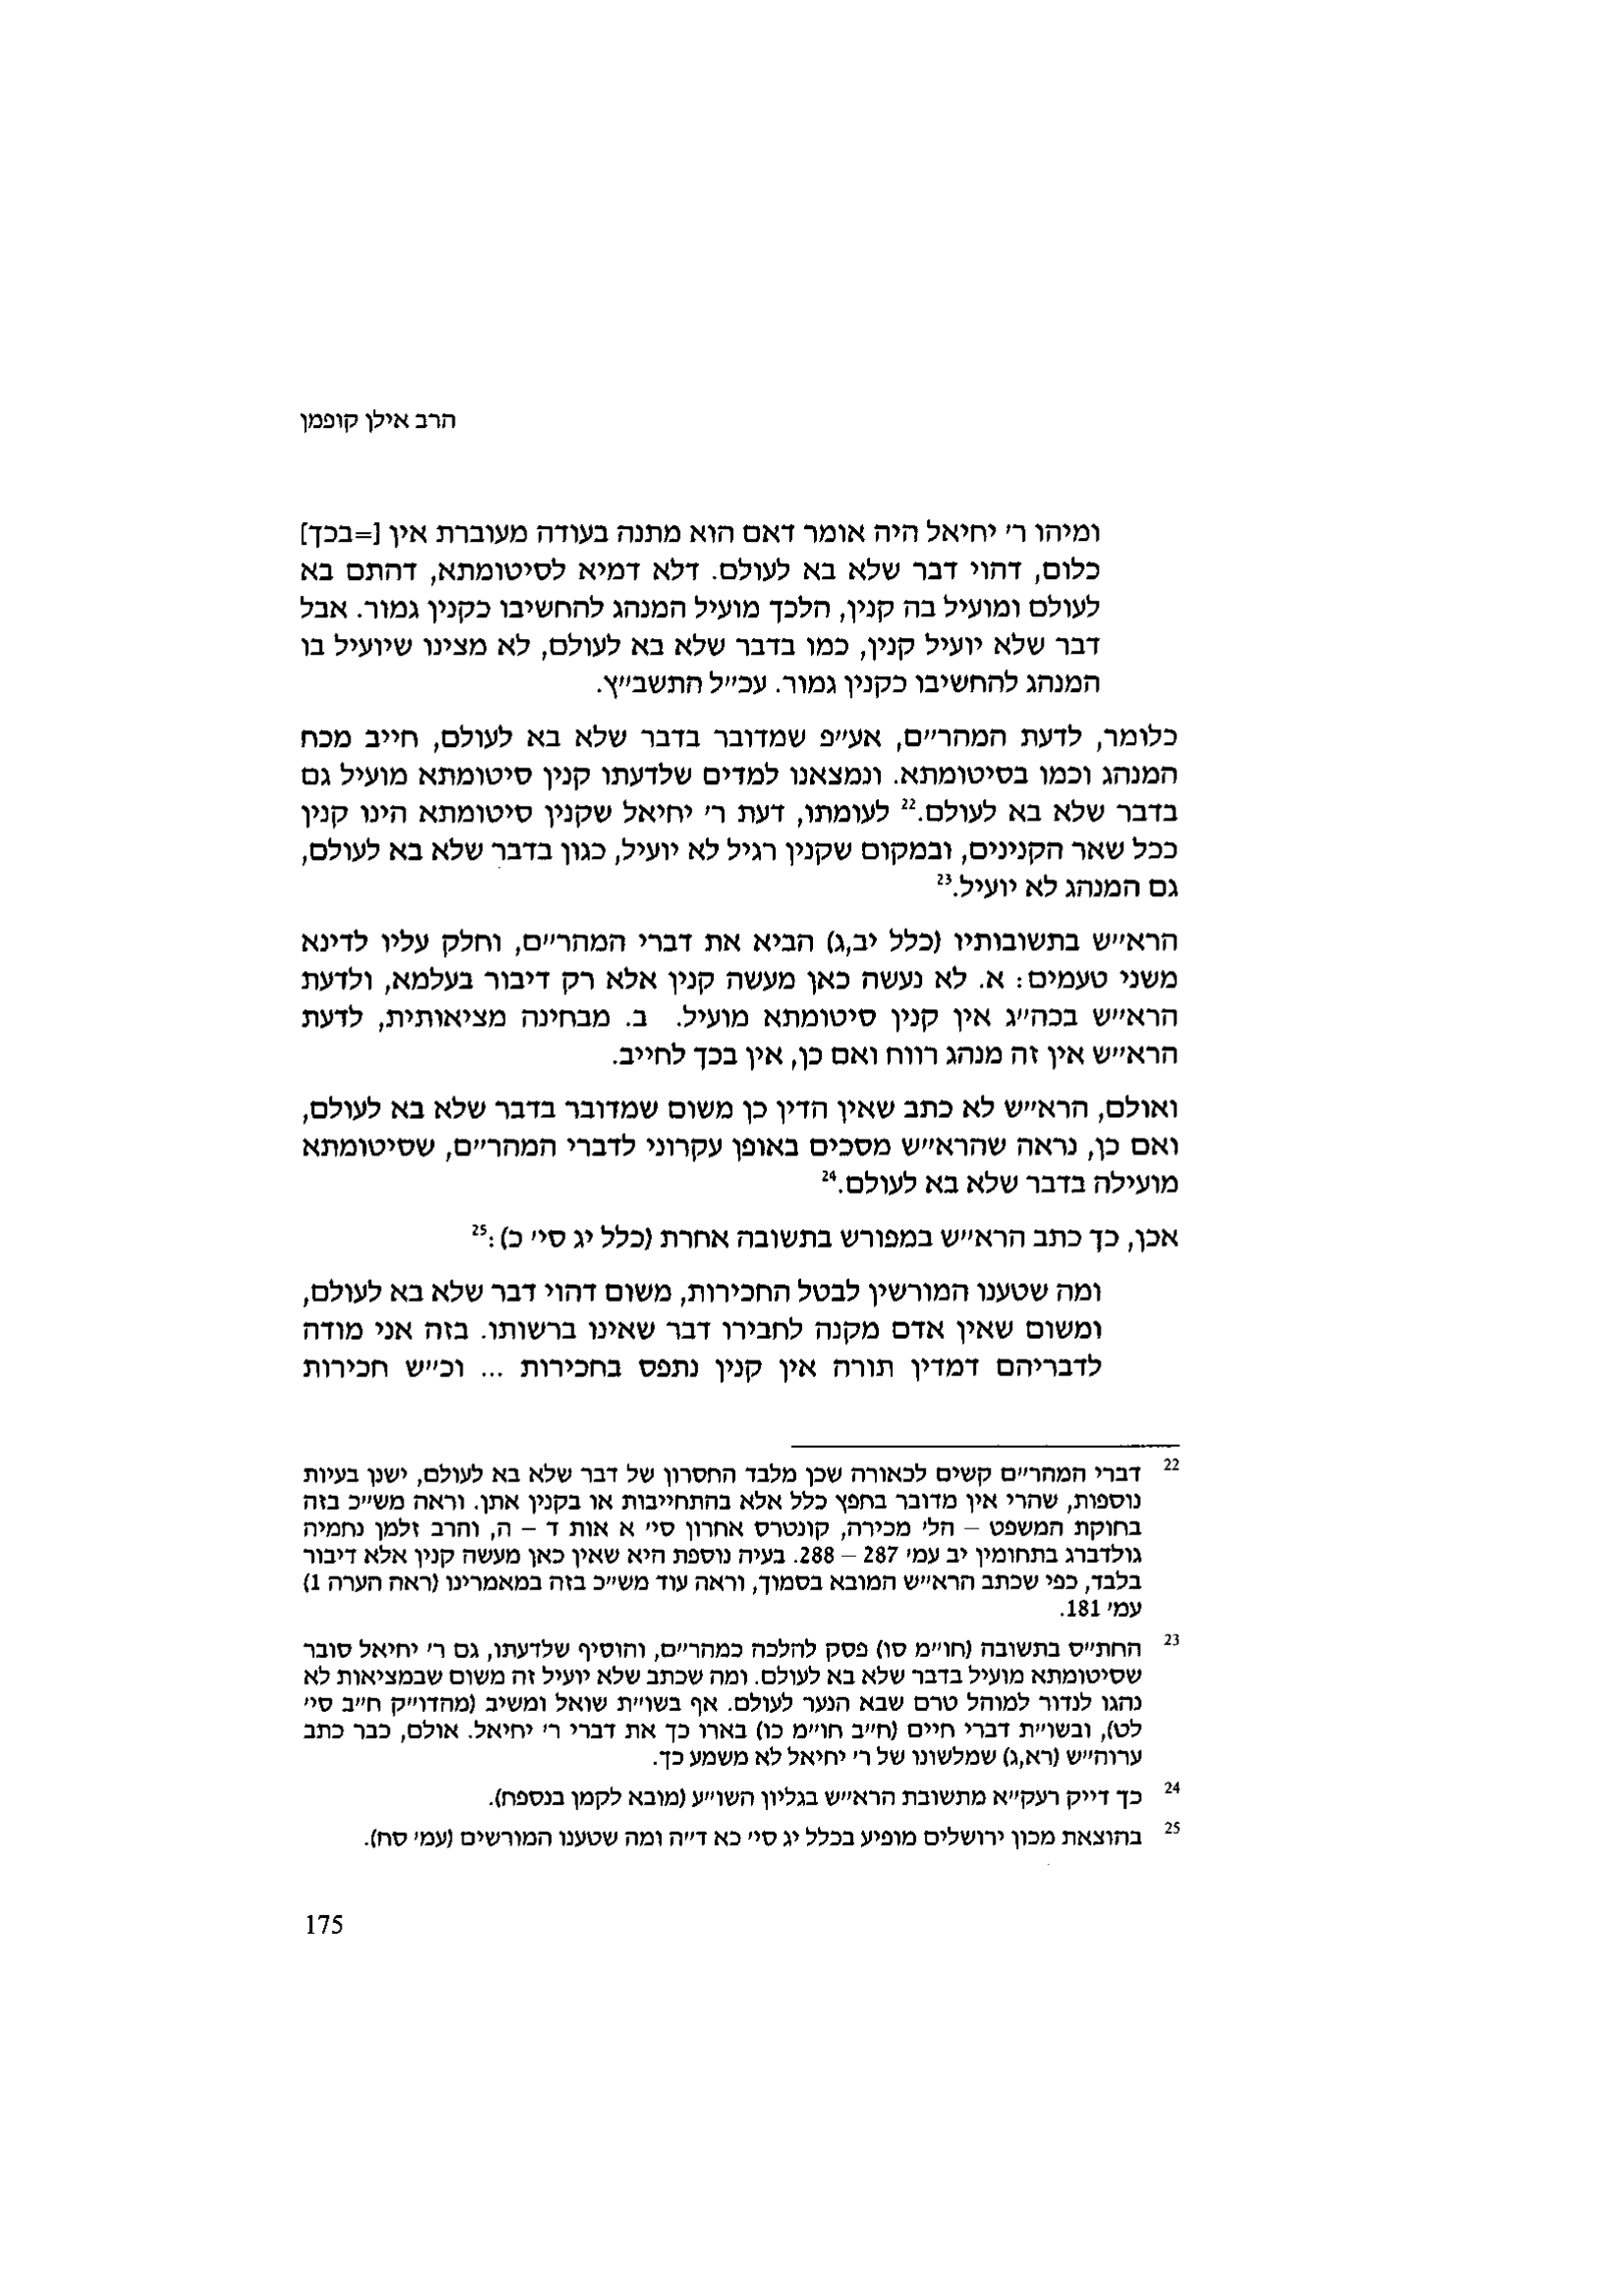 הרב אילן קופמן
ומיהו ר׳ יחיאל היה אומר דאם הוא מתנה בעודה מעוברת אין [=בכך]
כלום, דהוי דבר שלא בא לעולם. דלא דמיא לסיטומתא, דהתם בא
לעולם ומועיל בה קנין, הלכך מועיל המנהג להחשיבו כקנין גמור. אבל
דבר שלא יועיל קנין, כמו בדבר שלא בא לעולם, לא מצינו שיועיל בו
המנהג להחשיבו כקנין גמור. עכ״ל התשב״ץ.
כלומר, לדעת המהר״ם, אע״פ שמדובר בדבר שלא בא לעולם, חייב מכח
המנהג וכמו בסיטומתא. ונמצאנו למדים שלדעתו קנין סיטומתא מועיל גם
בדבר שלא בא לעולם.²² לעומתו, דעת ר׳ יחיאל שקנין סיטומתא הינו קנין
ככל שאר הקנינים, ובמקום שקנין רגיל לא יועיל, כגון בדבר שלא בא לעולם,
גם המנהג לא יועיל.²³
הרא״ש בתשובותיו (כלל יב,ג) הביא את דברי המהר״ם, וחלק עליו לדינא
משני טעמים: א. לא נעשה כאן מעשה קנין אלא רק דיבור בעלמא, ולדעת
הרא״ש בכה״ג אין קנין סיטומתא מועיל. ב. מבחינה מציאותית, לדעת
הרא״ש אין זה מנהג רווח ואם כן, אין בכך לחייב.
ואולם, הרא״ש לא כתב שאין הדין כן משום שמדובר בדבר שלא בא לעולם,
ואם כן, נראה שהרא״ש מסכים באופן עקרוני לדברי המהר״ם, שסיטומתא
מועילה בדבר שלא בא לעולם.²⁴
אכן, כך כתב הרא״ש במפורש בתשובה אחרת (כלל יג סי׳ כ):²⁵
ומה שטענו המורשין לבטל החכירות, משום דהוי דבר שלא בא לעולם,
ומשום שאין אדם מקנה לחבירו דבר שאינו ברשותו. בזה אני מודה
לדבריהם דמדין תורה אין קנין נתפס בחכירות ... וכ״ש חכירות
²² דברי המהר״ם קשים לכאורה שכן מלבד החסרון של דבר שלא בא לעולם, ישנן בעיות
נוספות, שהרי אין מדובר בחפץ כלל אלא בהתחייבות או בקנין אתן. וראה מש״כ בזה
בחוקת המשפט – הל׳ מכירה, קונטרס אחרון סי׳ א אות ד – ה, והרב זלמן נחמיה
גולדברג בתחומין יב עמ׳ 287 – 288. בעיה נוספת היא שאין כאן מעשה קנין אלא דיבור
בלבד, כפי שכתב הרא״ש המובא בסמוך, וראה עוד מש״כ בזה במאמרינו (ראה הערה 1)
עמ׳ 181.
²³ החת״ס בתשובה (חו״מ סו) פסק להלכה כמהר״ם, והוסיף שלדעתו, גם ר׳ יחיאל סובר
שסיטומתא מועיל בדבר שלא בא לעולם. ומה שכתב שלא יועיל זה משום שבמציאות לא
נהגו לנדור למוהל טרם שבא הנער לעולם. אף בשו״ת שואל ומשיב (מהדו״ק ח״ב סי׳
לט), ובשו״ת דברי חיים (ח״ב חו״מ כו) בארו כך את דברי ר׳ יחיאל. אולם, כבר כתב
ערוה״ש (רא,ג) שמלשונו של ר׳ יחיאל לא משמע כך.
²⁴ כך דייק רעק״א מתשובת הרא״ש בגליון השו״ע (מובא לקמן בנספח).
²⁵ בהוצאת מכון ירושלים מופיע בכלל יג סי׳ כא ד״ה ומה שטענו המורשים (עמ׳ סח).
175